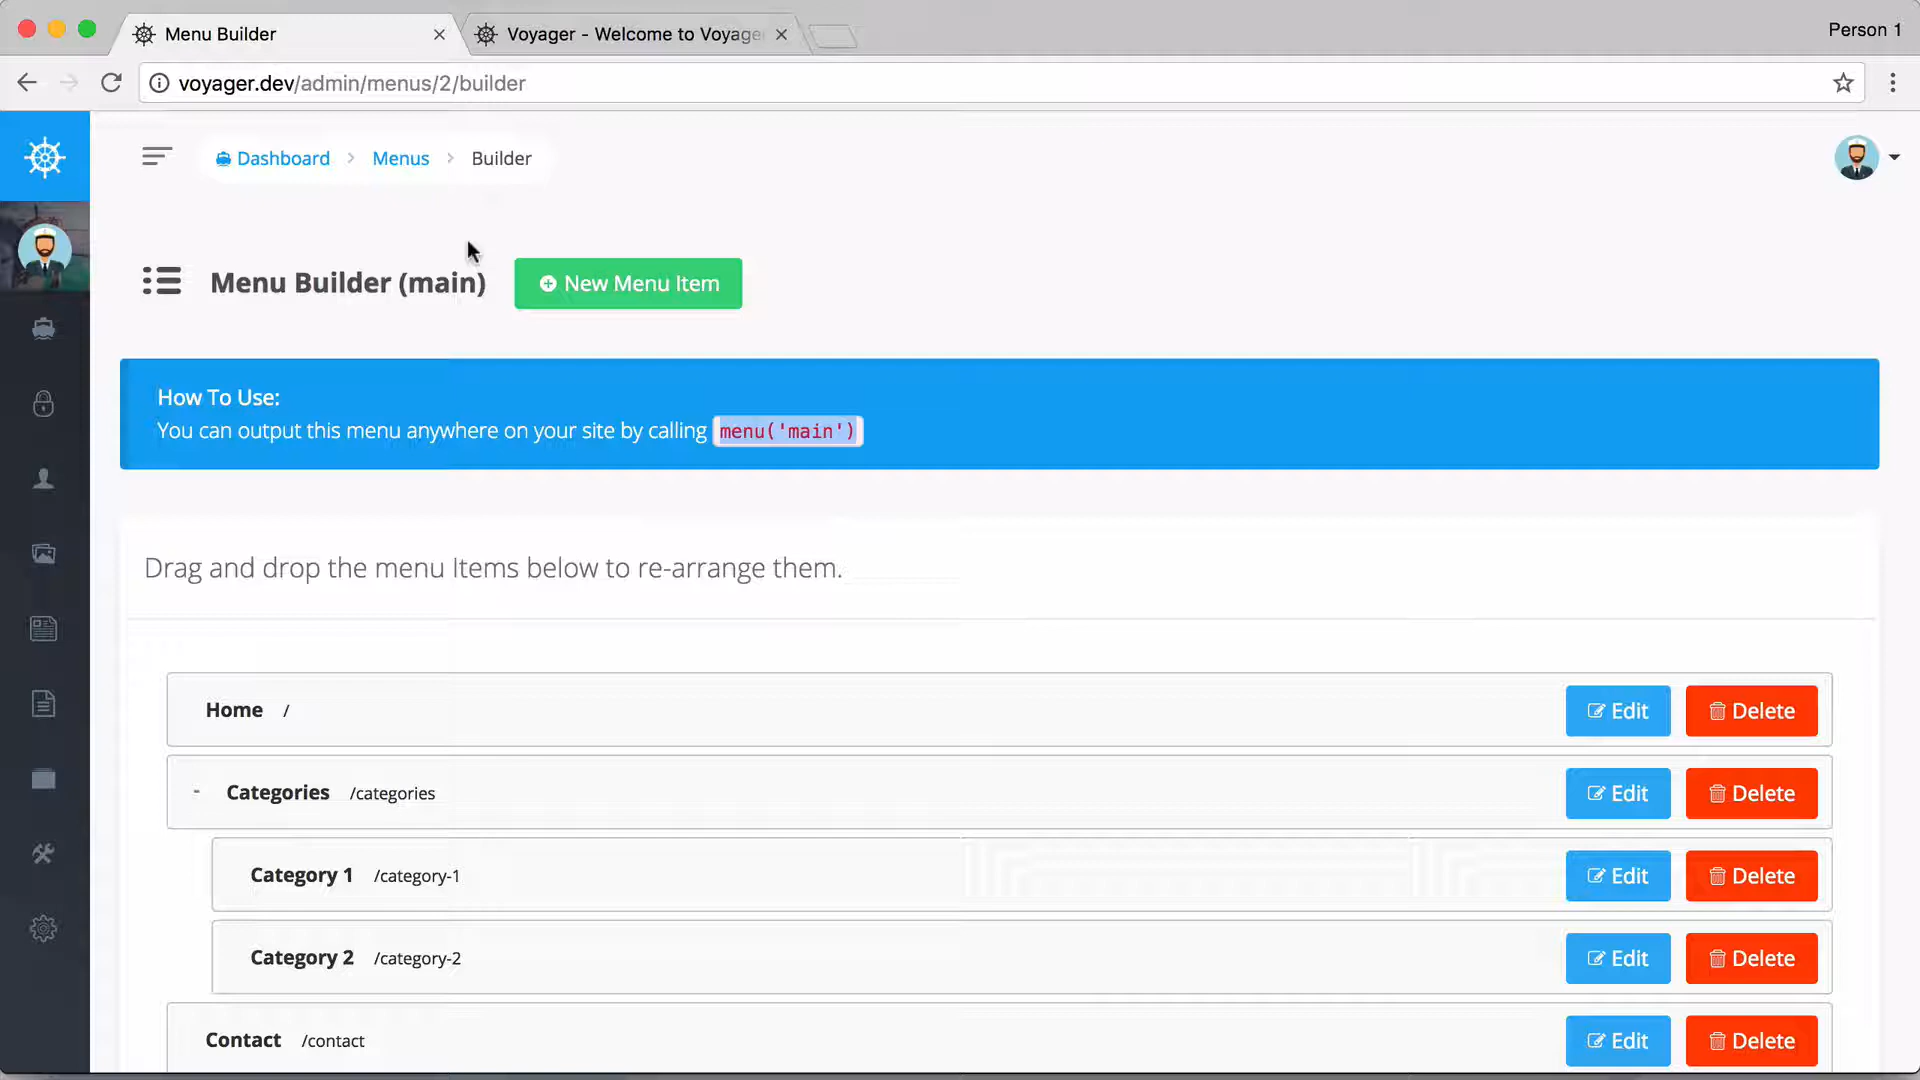 Menu Builder
Voyager - Welcome to Voyage
Person 1
voyager.dev/admin/menus/2/builder
Dashboard > Menus > Builder
Menu Builder (main)
New Menu Item
How To Use:
You can output this menu anywhere on your site by calling menu('main')
Drag and drop the menu Items below to re-arrange them.
Home /
Edit
Delete
- Categories /categories
Edit
Delete
Category 1 /category-1
Edit
Delete
Category 2 /category-2
Edit
Delete
Contact /contact
Edit
Delete